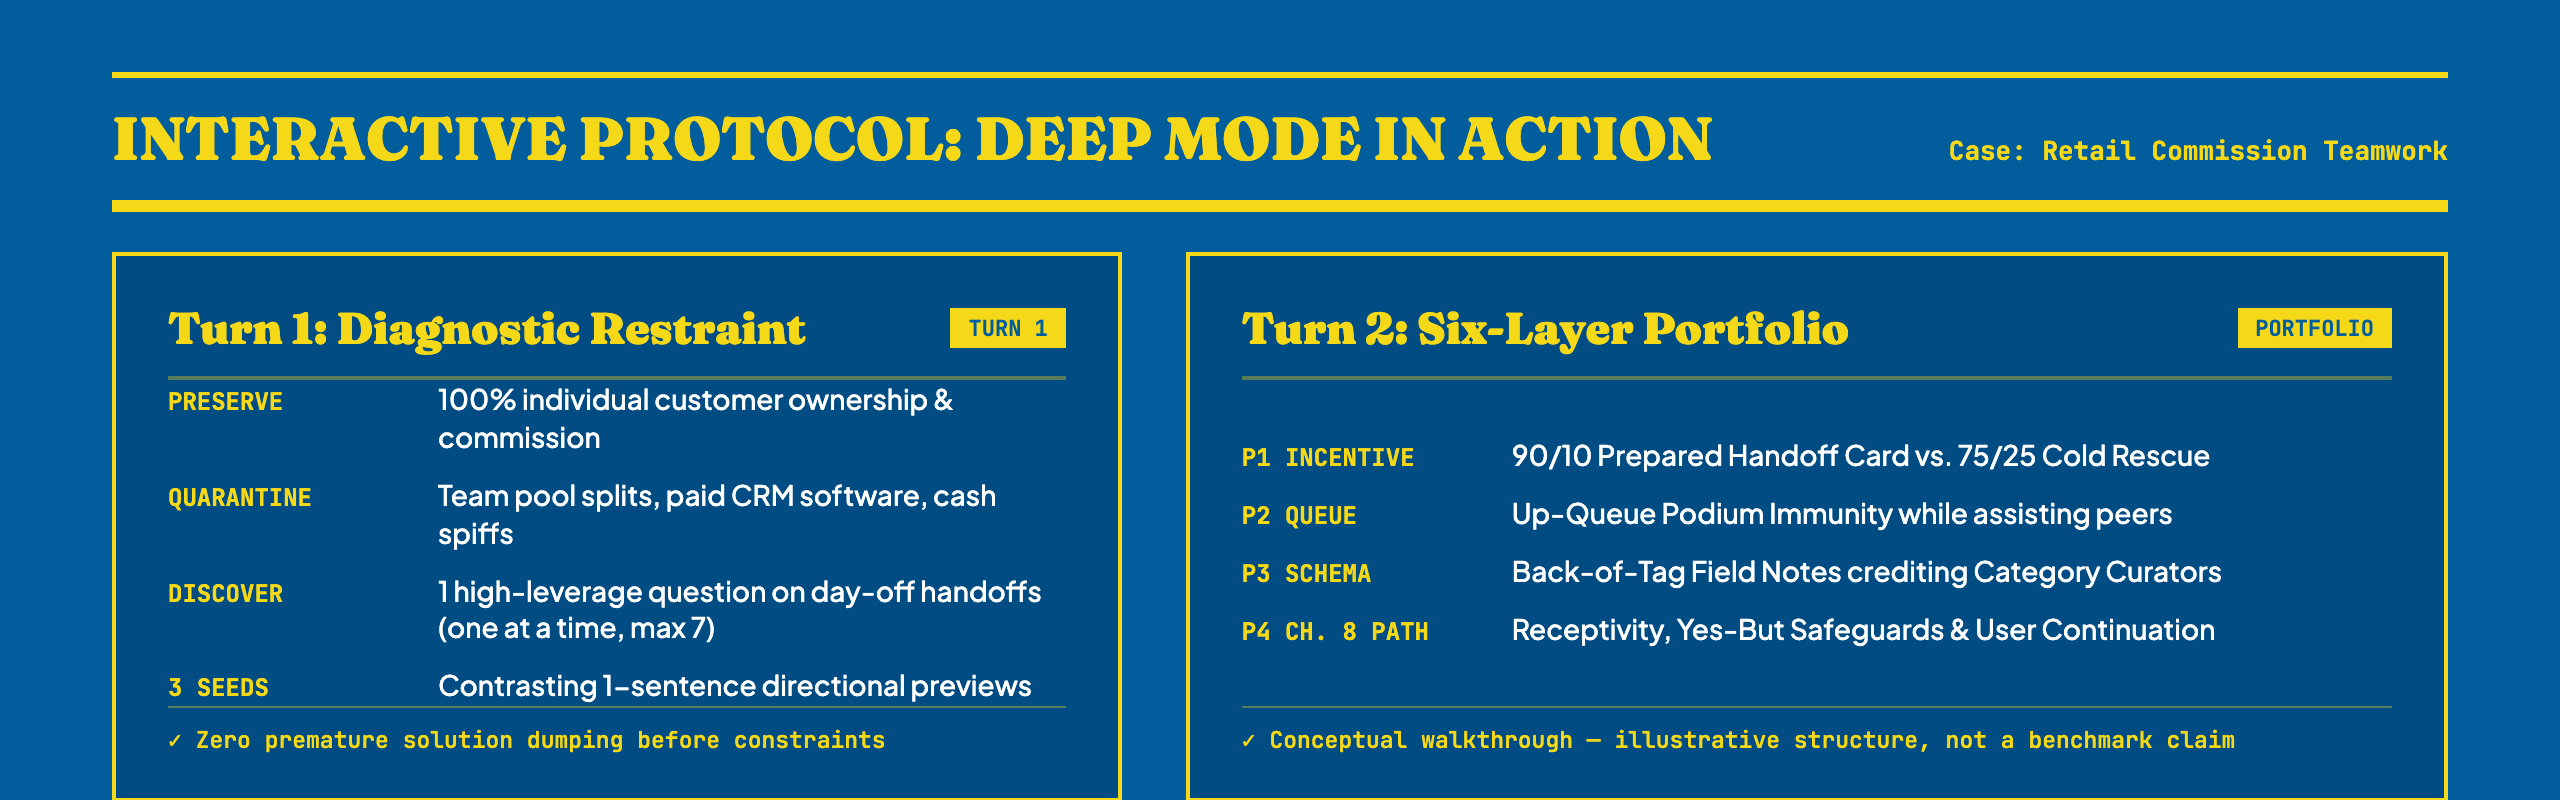 INTERACTIVE PROTOCOL: DEEP MODE IN ACTION
Case: Retail Commission Teamwork
Turn 1: Diagnostic Restraint
TURN 1
PRESERVE
100% individual customer ownership &
commission
QUARANTINE
Team pool splits, paid CRM software, cash
spiffs
DISCOVER
1 high-leverage question on day-off handoffs
(one at a time, max 7)
3 SEEDS
Contrasting 1-sentence directional previews
✓ Zero premature solution dumping before constraints
Turn 2: Six-Layer Portfolio
PORTFOLIO
P1 INCENTIVE
90/10 Prepared Handoff Card vs. 75/25 Cold Rescue
P2 QUEUE
Up-Queue Podium Immunity while assisting peers
P3 SCHEMA
Back-of-Tag Field Notes crediting Category Curators
P4 CH. 8 PATH
Receptivity, Yes-But Safeguards & User Continuation
✓ Conceptual walkthrough — illustrative structure, not a benchmark claim